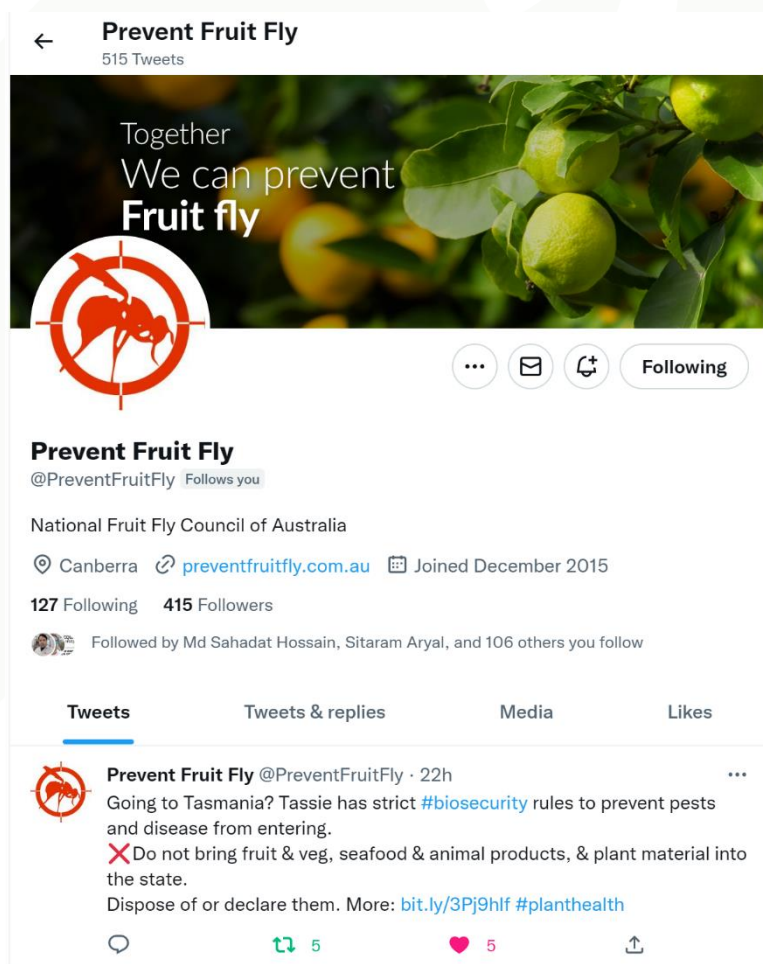 Prevent Fruit Fly
515 Tweets
Together
We can prevent
Fruit fly
Following
Prevent Fruit Fly
@PreventFruitFly Follows you
National Fruit Fly Council of Australia
Canberra preventfruitfly.com.au Joined December 2015
127 Following 415 Followers
Followed by Md Sahadat Hossain, Sitaram Aryal, and 106 others you follow
Tweets Tweets & replies Media Likes
Prevent Fruit Fly @PreventFruitFly · 22h
Going to Tasmania? Tassie has strict #biosecurity rules to prevent pests
and disease from entering.
❌Do not bring fruit & veg, seafood & animal products, & plant material into
the state.
Dispose of or declare them. More: bit.ly/3Pj9hlf #planthealth
5 5